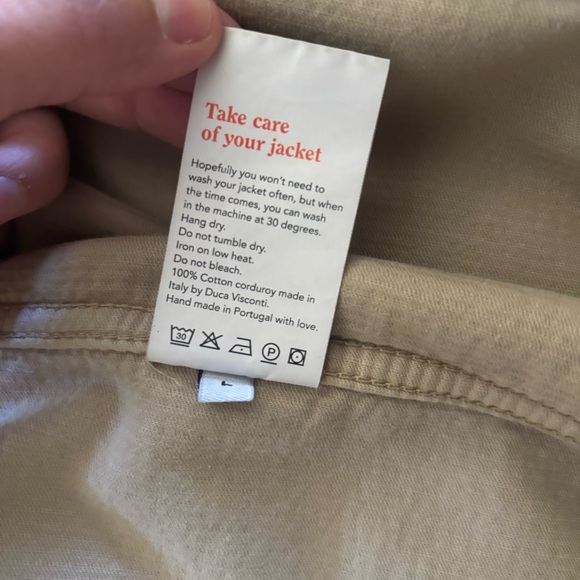 Take care
of your jacket
Hopefully you won't need to
wash your jacket often, but when
the time comes, you can wash
in the machine at 30 degrees.
Hang dry.
Do not tumble dry.
Iron on low heat.
Do not bleach.
100% Cotton corduroy made in
Italy by Duca Visconti.
Hand made in Portugal with love.
30 P
L